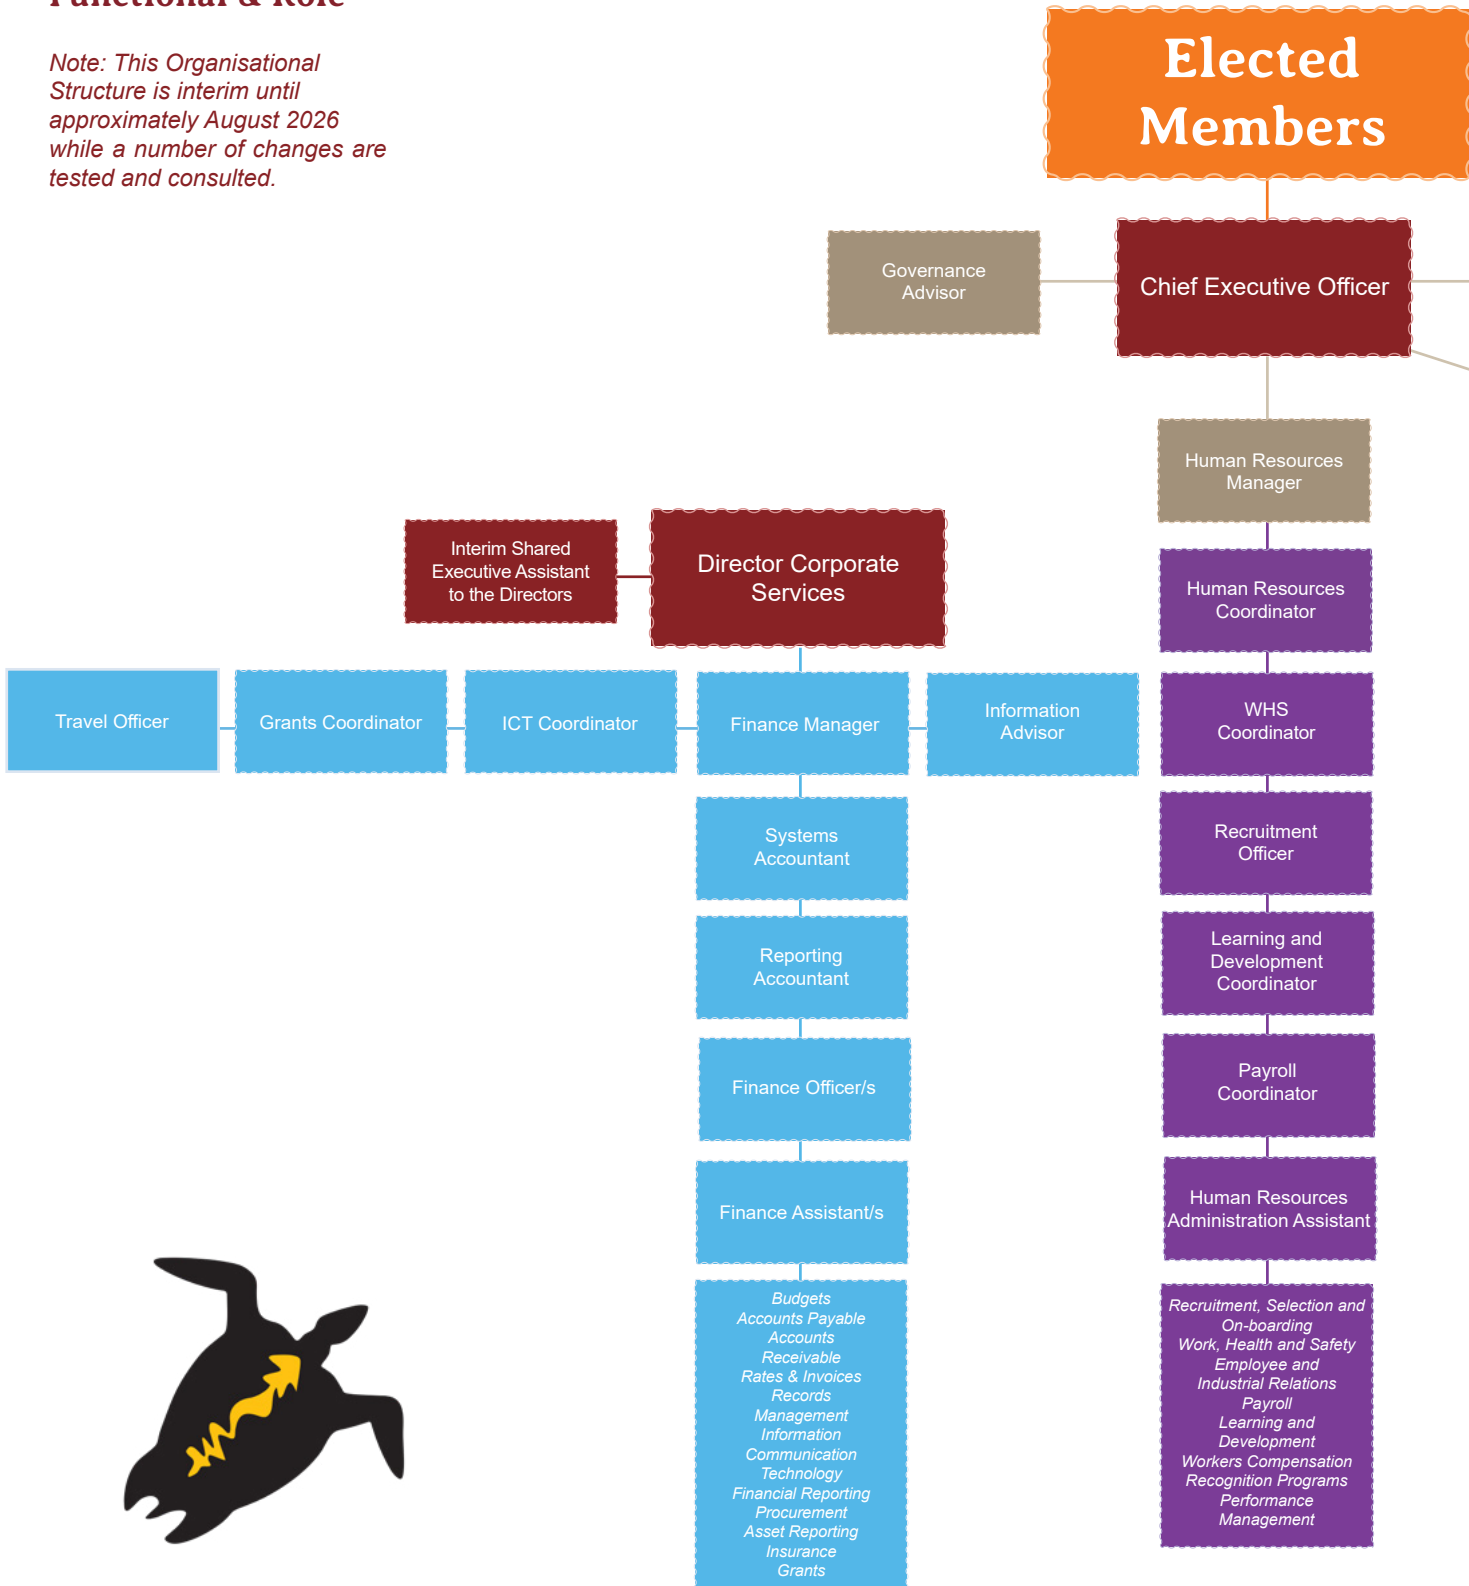 Functional & Role
Note: This Organisational
Structure is interim until
approximately August 2026
while a number of changes are
tested and consulted.
Elected
Members
Governance
Advisor
Chief Executive Officer
Human Resources
Manager
Interim Shared
Executive Assistant
to the Directors
Director Corporate
Services
Human Resources
Coordinator
Travel Officer
Grants Coordinator
ICT Coordinator
Finance Manager
Information
Advisor
WHS
Coordinator
Systems
Accountant
Recruitment
Officer
Reporting
Accountant
Learning and
Development
Coordinator
Finance Officer/s
Payroll
Coordinator
Finance Assistant/s
Human Resources
Administration Assistant
Budgets
Accounts Payable
Accounts
Receivable
Rates & Invoices
Records
Management
Information
Communication
Technology
Financial Reporting
Procurement
Asset Reporting
Insurance
Grants
Recruitment, Selection and
On-boarding
Work, Health and Safety
Employee and
Industrial Relations
Payroll
Learning and
Development
Workers Compensation
Recognition Programs
Performance
Management